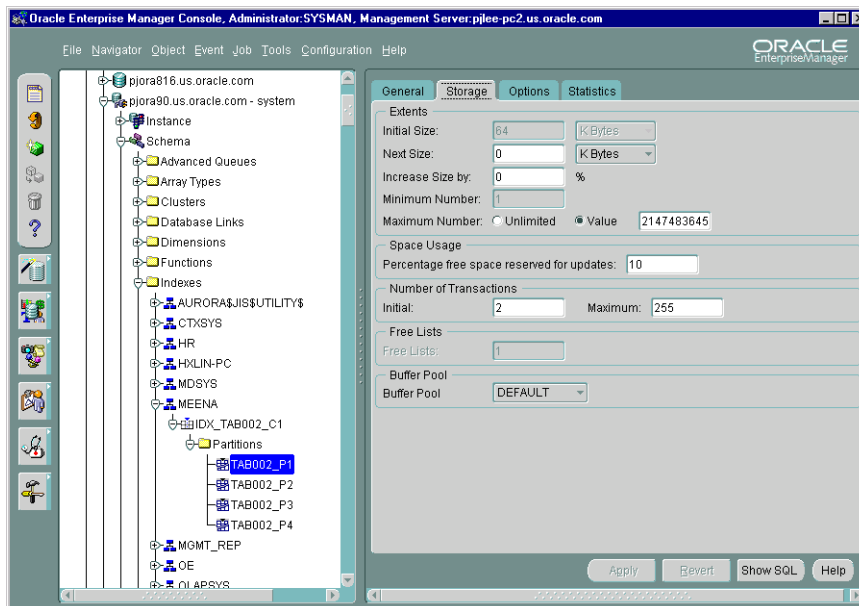 Oracle Enterprise Manager Console, Administrator:SYSMAN, Management Server:pjlee-pc2.us.oracle.com
File Navigator Object Event Job Tools Configuration Help
ORACLE
EnterpriseManager
pjora816.us.oracle.com
pjora90.us.oracle.com - system
Instance
Schema
Advanced Queues
Array Types
Clusters
Database Links
Dimensions
Functions
Indexes
AURORA$JIS$UTILITY$
CTXSYS
HR
HXLIN-PC
MDSYS
MEENA
IDX_TAB002_C1
Partitions
TAB002_P1
TAB002_P2
TAB002_P3
TAB002_P4
MGMT_REP
OE
OLAPSYS
General Storage Options Statistics
Extents
Initial Size: 64 K Bytes
Next Size: 0 K Bytes
Increase Size by: 0 %
Minimum Number: 1
Maximum Number: Unlimited Value 2147483645
Space Usage
Percentage free space reserved for updates: 10
Number of Transactions
Initial: 2 Maximum: 255
Free Lists
Free Lists: 1
Buffer Pool
Buffer Pool DEFAULT
Apply Revert Show SQL Help